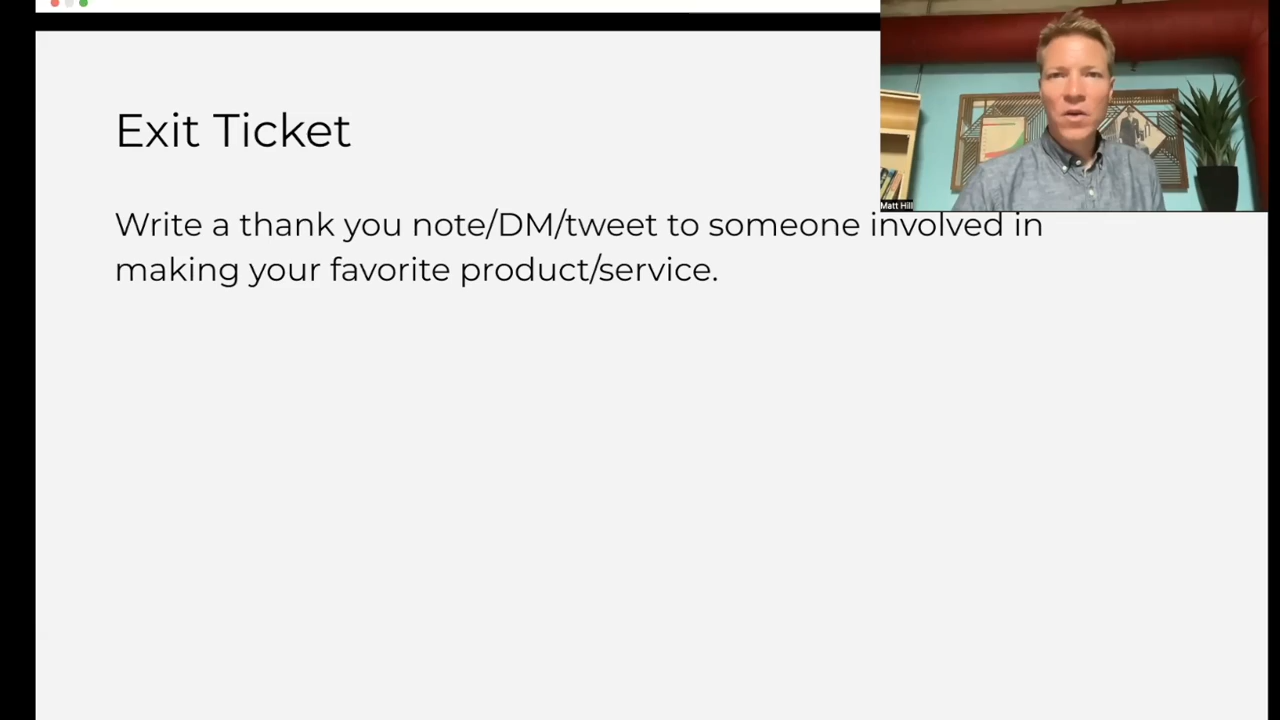 Exit Ticket
Write a thank you note/DM/tweet to someone involved in
making your favorite product/service.
Matt Hill